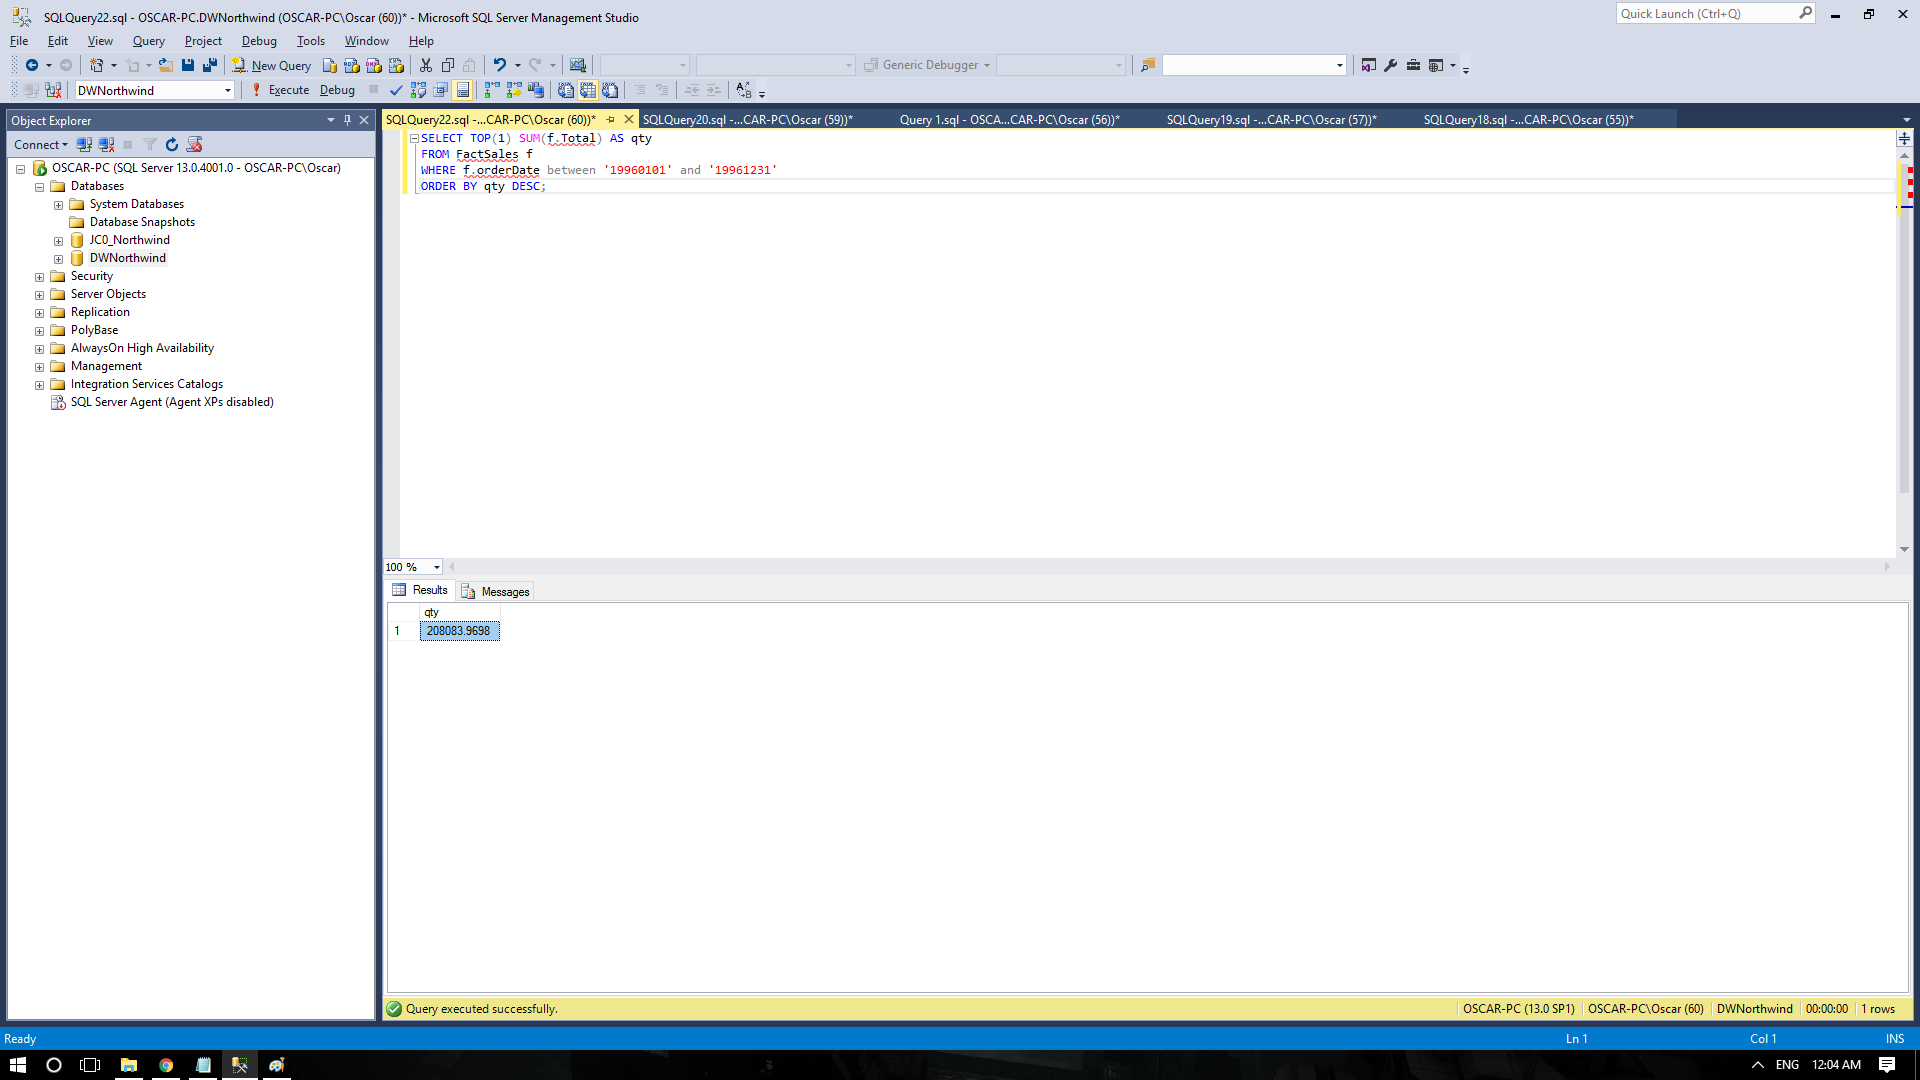 SQLQuery22.sql - OSCAR-PC.DWNorthwind (OSCAR-PC\Oscar (60))* - Microsoft SQL Server Management Studio
Quick Launch (Ctrl+Q)
File Edit View Query Project Debug Tools Window Help
New Query
Generic Debugger
DWNorthwind
Execute Debug
Object Explorer
Connect
OSCAR-PC (SQL Server 13.0.4001.0 - OSCAR-PC\Oscar)
Databases
System Databases
Database Snapshots
JC0_Northwind
DWNorthwind
Security
Server Objects
Replication
PolyBase
AlwaysOn High Availability
Management
Integration Services Catalogs
SQL Server Agent (Agent XPs disabled)
SQLQuery22.sql -...CAR-PC\Oscar (60))* SQLQuery20.sql -...CAR-PC\Oscar (59))* Query 1.sql - OSCA...CAR-PC\Oscar (56))* SQLQuery19.sql -...CAR-PC\Oscar (57))* SQLQuery18.sql -...CAR-PC\Oscar (55))*
SELECT TOP(1) SUM(f.Total) AS qty
FROM FactSales f
WHERE f.orderDate between '19960101' and '19961231'
ORDER BY qty DESC;
100 %
Results Messages
qty
1 208083.9698
Query executed successfully.
OSCAR-PC (13.0 SP1) OSCAR-PC\Oscar (60) DWNorthwind 00:00:00 1 rows
Ready
Ln 1 Col 1 INS
ENG 12:04 AM